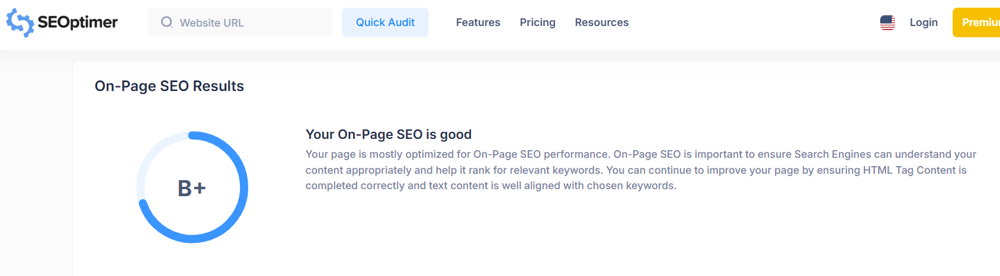 SEOptimer
Website URL
Quick Audit
Features
Pricing
Resources
Login
On-Page SEO Results
Your On-Page SEO is good
Your page is mostly optimized for On-Page SEO performance. On-Page SEO is important to ensure Search Engines can understand your
content appropriately and help it rank for relevant keywords. You can continue to improve your page by ensuring HTML Tag Content is
completed correctly and text content is well aligned with chosen keywords.
B+